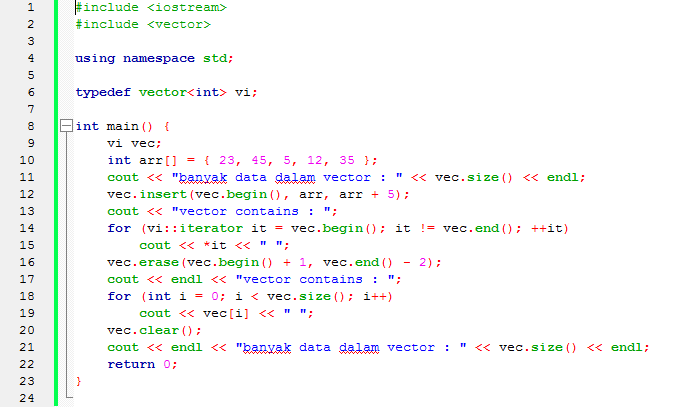 1 #include <iostream>
2 #include <vector>
3
4 using namespace std;
5
6 typedef vector<int> vi;
7
8 int main() {
9 vi vec;
10 int arr[] = { 23, 45, 5, 12, 35 };
11 cout << "banyak data dalam vector : " << vec.size() << endl;
12 vec.insert(vec.begin(), arr, arr + 5);
13 cout << "vector contains : ";
14 for (vi::iterator it = vec.begin(); it != vec.end(); ++it)
15 cout << *it << " ";
16 vec.erase(vec.begin() + 1, vec.end() - 2);
17 cout << endl << "vector contains : ";
18 for (int i = 0; i < vec.size(); i++)
19 cout << vec[i] << " ";
20 vec.clear();
21 cout << endl << "banyak data dalam vector : " << vec.size() << endl;
22 return 0;
23 }
24